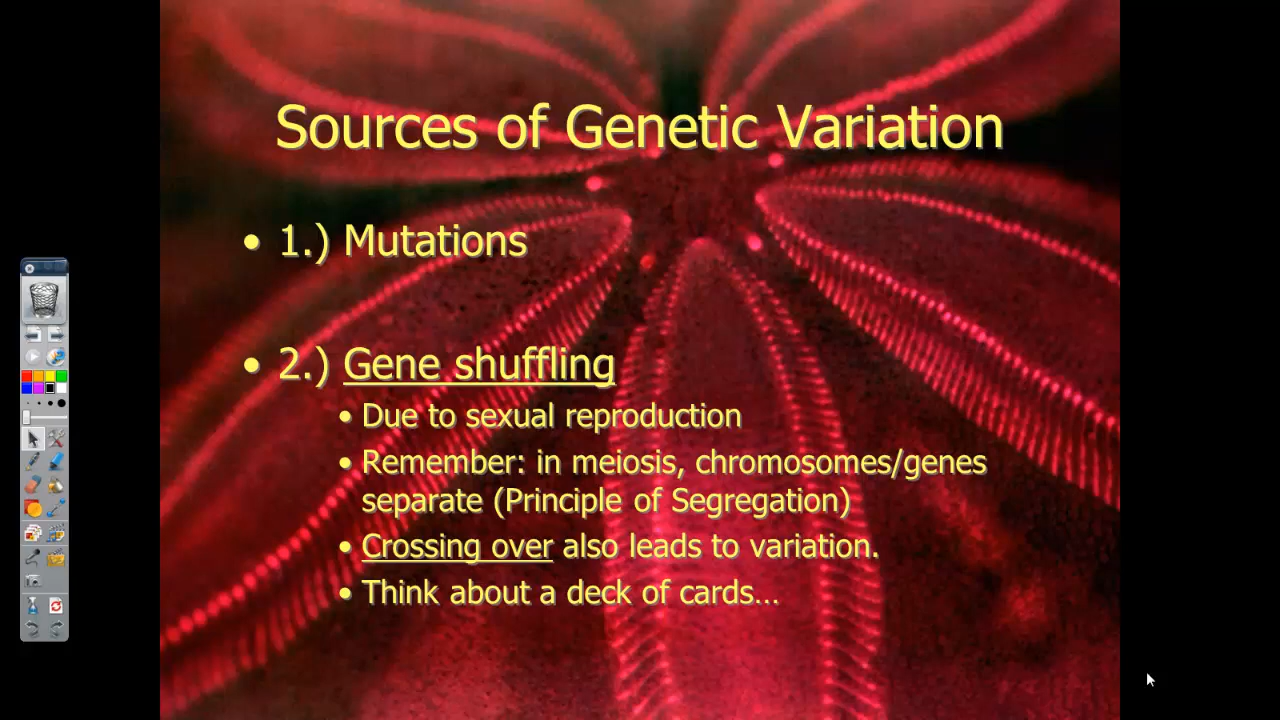 Sources of Genetic Variation
• 1.) Mutations
• 2.) Gene shuffling
• Due to sexual reproduction
• Remember: in meiosis, chromosomes/genes
separate (Principle of Segregation)
• Crossing over also leads to variation.
• Think about a deck of cards…